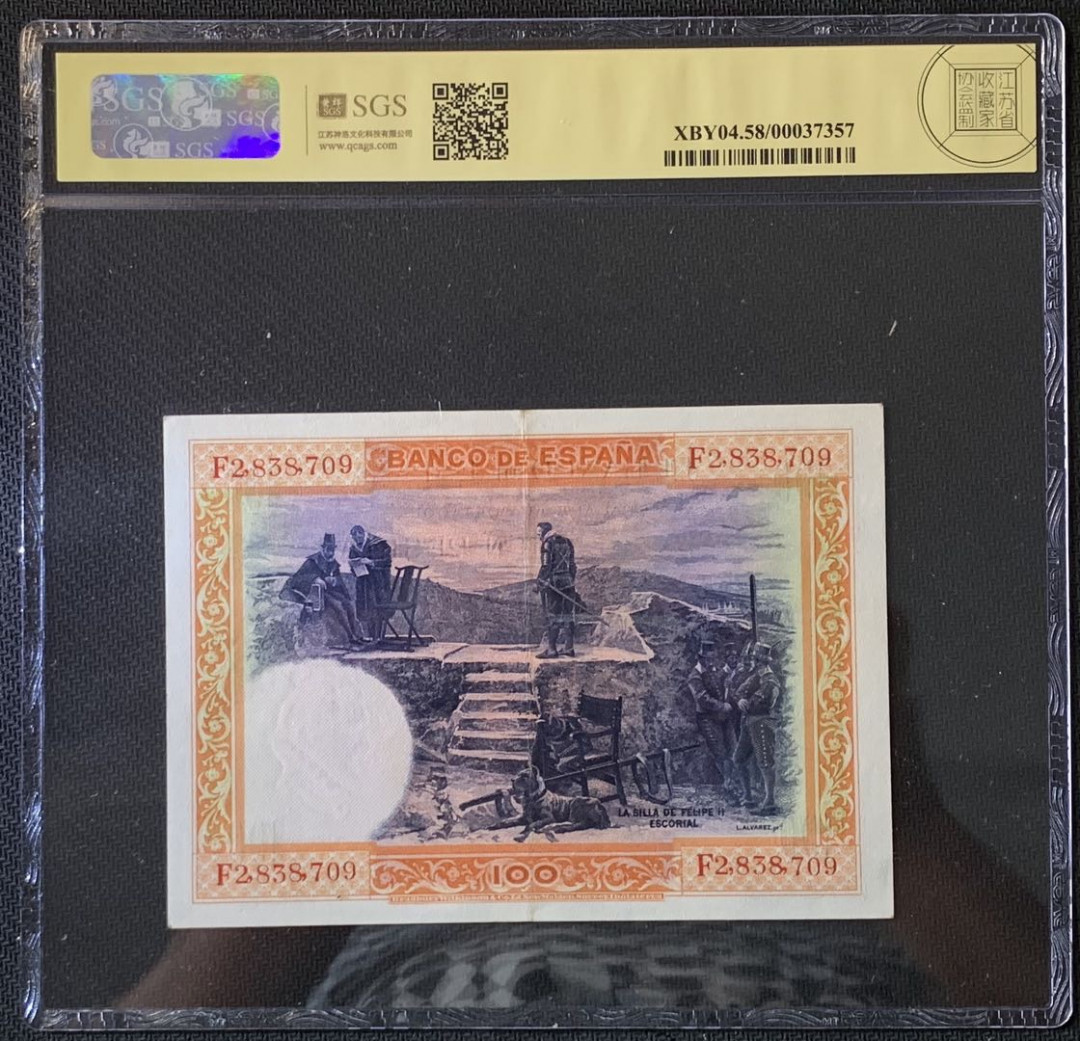 SGS
江苏神洛文化科技有限公司
www.qcags.com
XBY04.58/00037357
江苏省
收藏家
协会监制
F2,838,709 BANCO DE ESPAÑA F2,838,709
LA SILLA DE FELIPE II
ESCORIAL
L. ALVAREZ
F2,838,709 100 F2,838,709